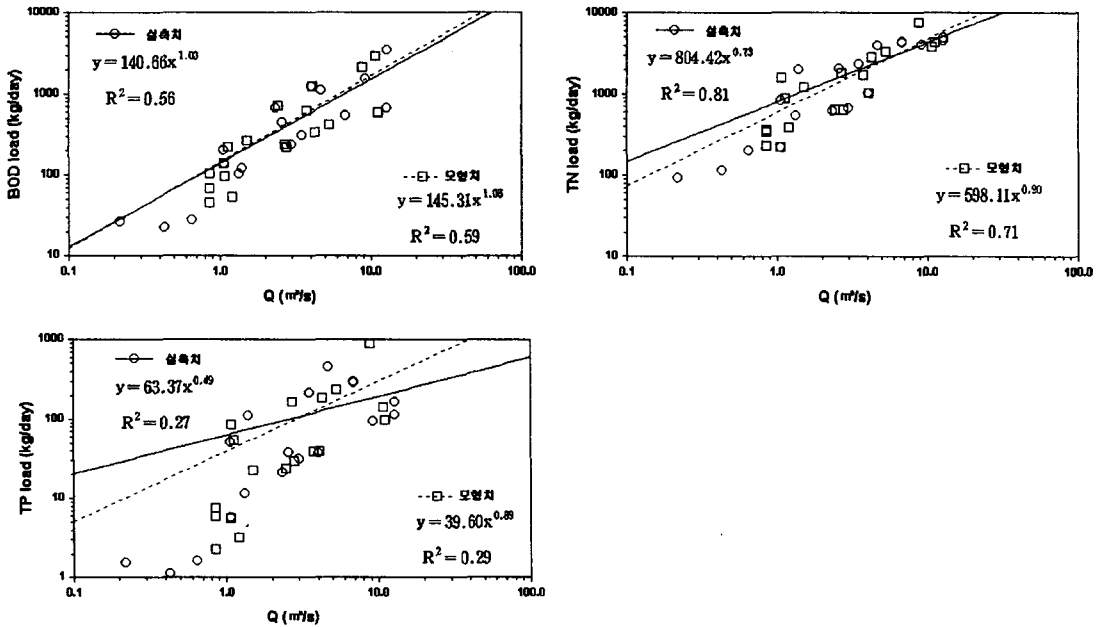 10000
1000
100
10
BOD load (kg/day)
실측치
y=140.66x^1.03
R²=0.56
모형치
y=145.31x^1.06
R²=0.59
0.1 1.0 10.0 100.0
Q (m³/s)
10000
1000
100
10
TN load (kg/day)
실측치
y=804.42x^0.73
R²=0.81
모형치
y=598.11x^0.90
R²=0.71
0.1 1.0 10.0 100.0
Q (m³/s)
1000
100
10
1
TP load (kg/day)
실측치
y=63.37x^0.49
R²=0.27
모형치
y=39.60x^0.89
R²=0.29
0.1 1.0 10.0 100.0
Q (m³/s)